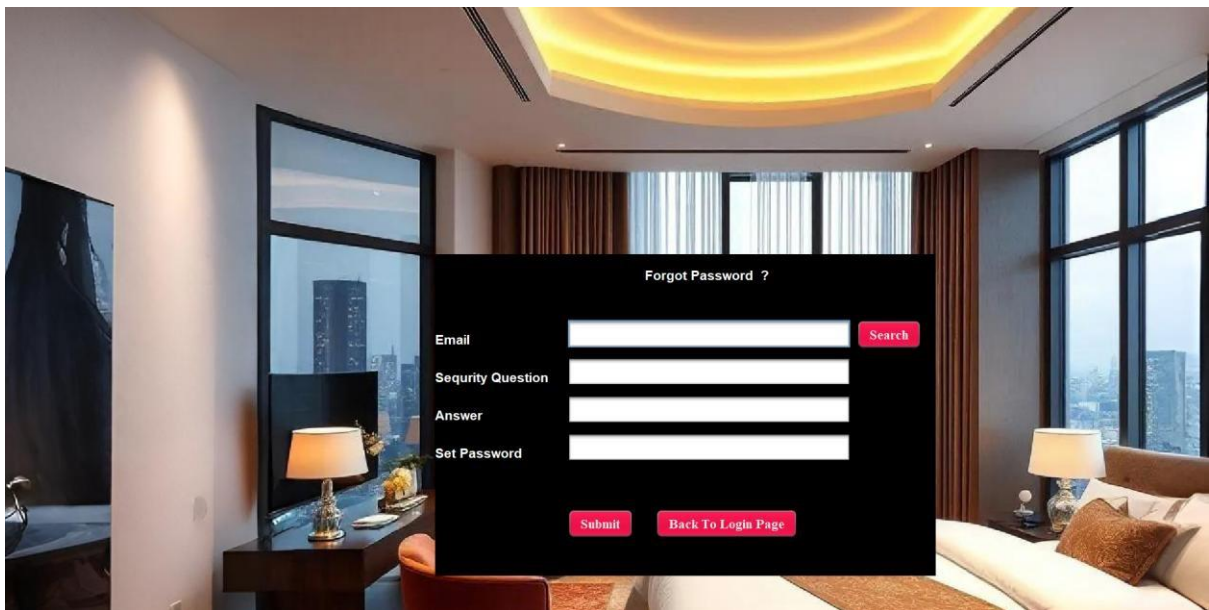 Forgot Password ?
Email
Search
Sequrity Question
Answer
Set Password
Submit
Back To Login Page